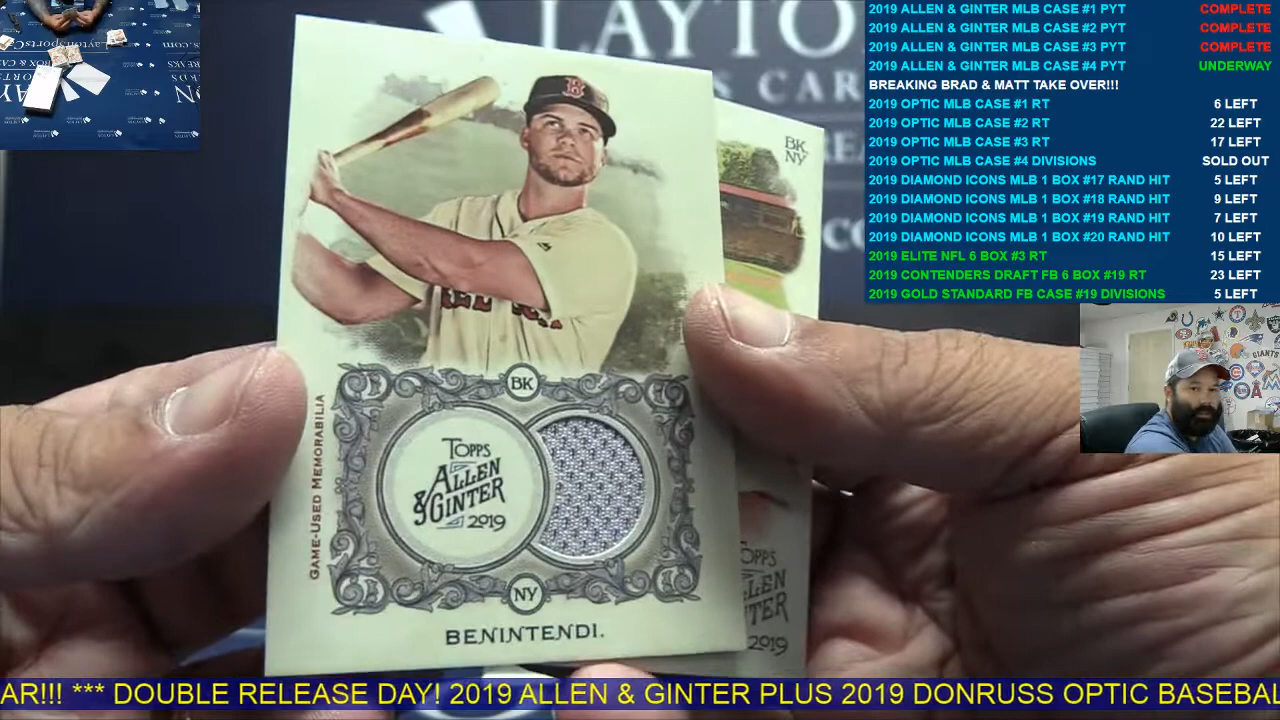 2019 ALLEN & GINTER MLB CASE #1 PYT COMPLETE
2019 ALLEN & GINTER MLB CASE #2 PYT COMPLETE
2019 ALLEN & GINTER MLB CASE #3 PYT COMPLETE
2019 ALLEN & GINTER MLB CASE #4 PYT UNDERWAY
BREAKING BRAD & MATT TAKE OVER!!!
2019 OPTIC MLB CASE #1 RT 6 LEFT
2019 OPTIC MLB CASE #2 RT 22 LEFT
2019 OPTIC MLB CASE #3 RT 17 LEFT
2019 OPTIC MLB CASE #4 DIVISIONS SOLD OUT
2019 DIAMOND ICONS MLB 1 BOX #17 RAND HIT 5 LEFT
2019 DIAMOND ICONS MLB 1 BOX #18 RAND HIT 9 LEFT
2019 DIAMOND ICONS MLB 1 BOX #19 RAND HIT 7 LEFT
2019 DIAMOND ICONS MLB 1 BOX #20 RAND HIT 10 LEFT
2019 ELITE NFL 6 BOX #3 RT 15 LEFT
2019 CONTENDERS DRAFT FB 6 BOX #19 RT 23 LEFT
2019 GOLD STANDARD FB CASE #19 DIVISIONS 5 LEFT
LAYTO
S CAR
B
BK
NY
GIANTS
BK
GAME-USED MEMORABILIA
TOPPS
ALLEN
& GINTER
2019
NY
BENINTENDI.
OPPS
LLEN
TER
2019
AR!!! *** DOUBLE RELEASE DAY! 2019 ALLEN & GINTER PLUS 2019 DONRUSS OPTIC BASEBAL